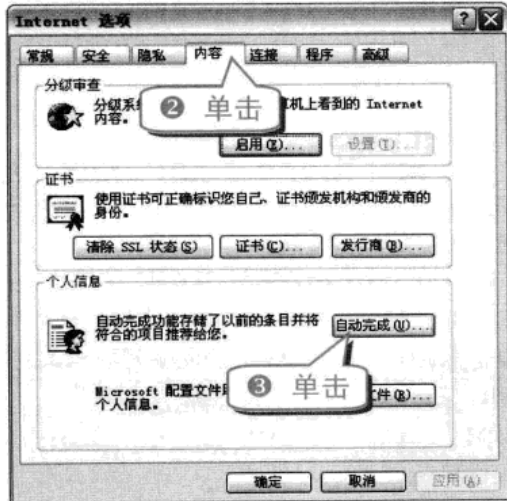 Internet 选项
常规 安全 隐私 内容 连接 程序 高级
分级审查
分级系 机上看到的 Internet
内容。
❷ 单击
启用(E)... 设置(T)...
证书
使用证书可正确标识您自己、证书颁发机构和颁发商的
身份。
清除 SSL 状态(S) 证书(C)... 发行商(B)...
个人信息
自动完成功能存储了以前的条目并将
符合的项目推荐给您。
自动完成(U)...
❸ 单击
Microsoft 配置文件
个人信息。
件(R)...
确定 取消 应用(A)